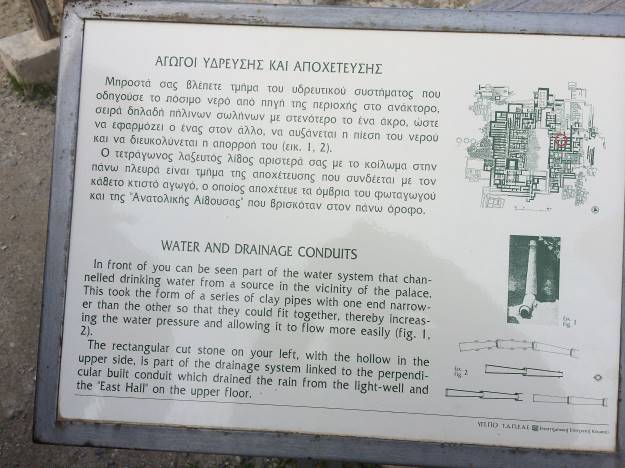 ΑΓΩΓΟΙ ΥΔΡΕΥΣΗΣ ΚΑΙ ΑΠΟΧΕΤΕΥΣΗΣ
Μπροστά σας βλέπετε τμήμα του υδρευτικού συστήματος που
οδηγούσε το πόσιμο νερό από πηγή της περιοχής στο ανάκτορο,
σειρά δηλαδή πήλινων σωλήνων με στενότερο το ένα άκρο, ώστε
να εφαρμόζει ο ένας στον άλλο, να αυξάνεται η πίεση του νερού
και να διευκολύνεται η απορροή του (εικ. 1, 2).
Ο τετράγωνος λαξευτός λίθος αριστερά σας με το κοίλωμα στην
πάνω πλευρά είναι τμήμα της αποχέτευσης που συνδέεται με τον
κάθετο κτιστό αγωγό, ο οποίος αποχέτευε τα όμβρια του φωταγωγού
και της "Ανατολικής Αίθουσας" που βρισκόταν στον πάνω όροφο.
WATER AND DRAINAGE CONDUITS
In front of you can be seen part of the water system that chan-
nelled drinking water from a source in the vicinity of the palace.
This took the form of a series of clay pipes with one end narrow-
er than the other so that they could fit together, thereby increas-
ing the water pressure and allowing it to flow more easily (fig. 1,
2).
The rectangular cut stone on your left, with the hollow in the
upper side, is part of the drainage system linked to the perpendi-
cular built conduit which drained the rain from the light-well and
the "East Hall" on the upper floor.
Εικ. 1
Fig.
Εικ.
Fig. 2
ΥΠ.ΠΟ Τ.Α.Π.Ε.Λ.Ε